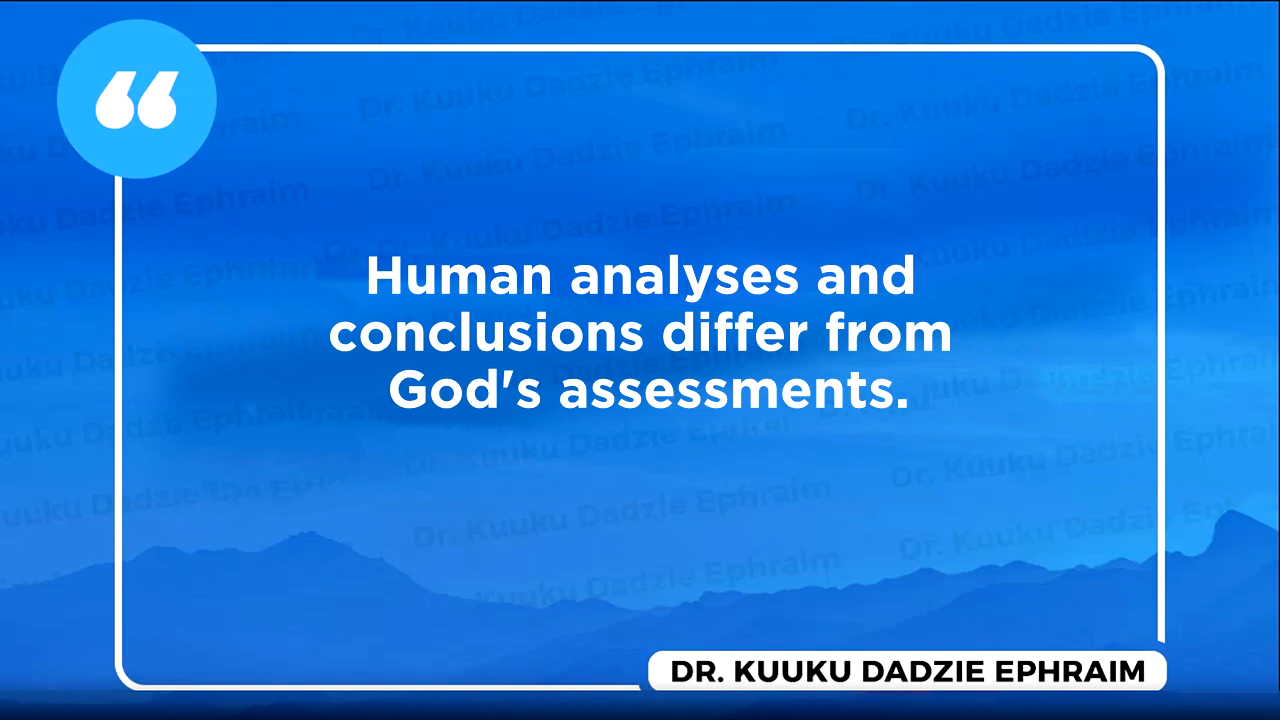 Human analyses and
conclusions differ from
God's assessments.
DR. KUUKU DADZIE EPHRAIM